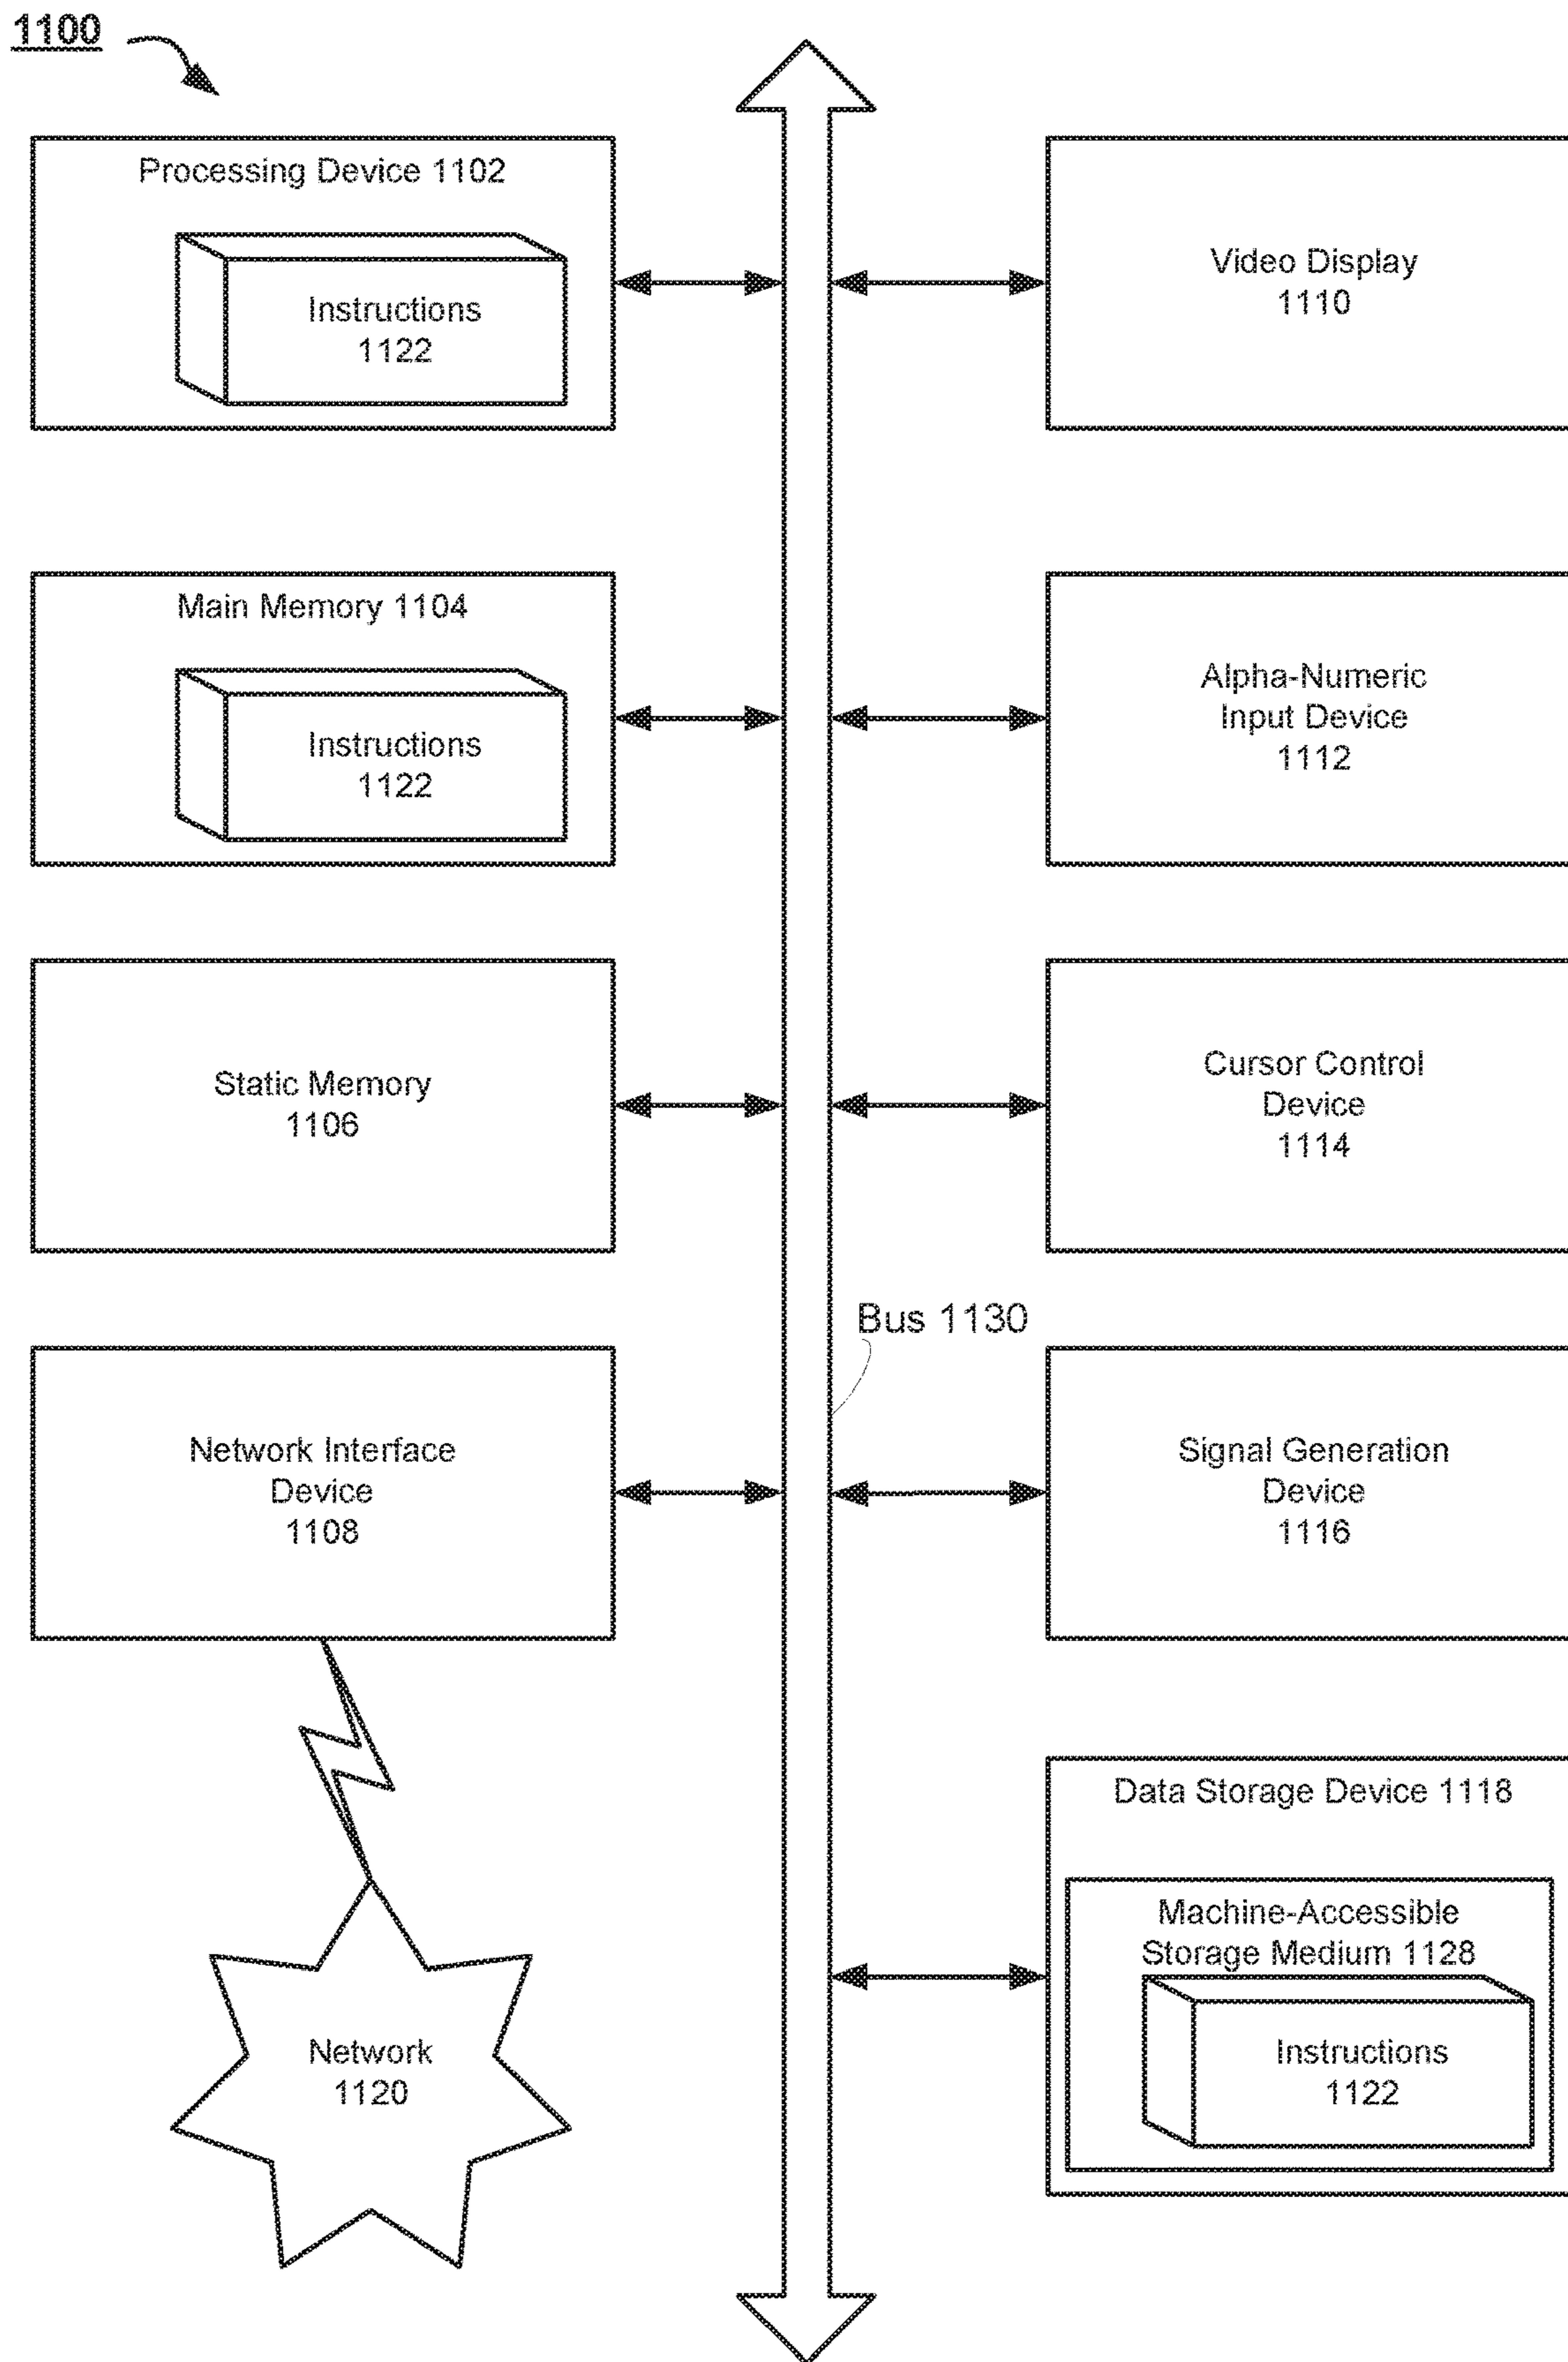 1100
Processing Device 1102
Instructions
1122
Video Display
1110
Main Memory 1104
Instructions
1122
Alpha-Numeric
Input Device
1112
Static Memory
1106
Cursor Control
Device
1114
Bus 1130
Network Interface
Device
1108
Signal Generation
Device
1116
Data Storage Device 1118
Machine-Accessible
Storage Medium 1128
Instructions
1122
Network
1120